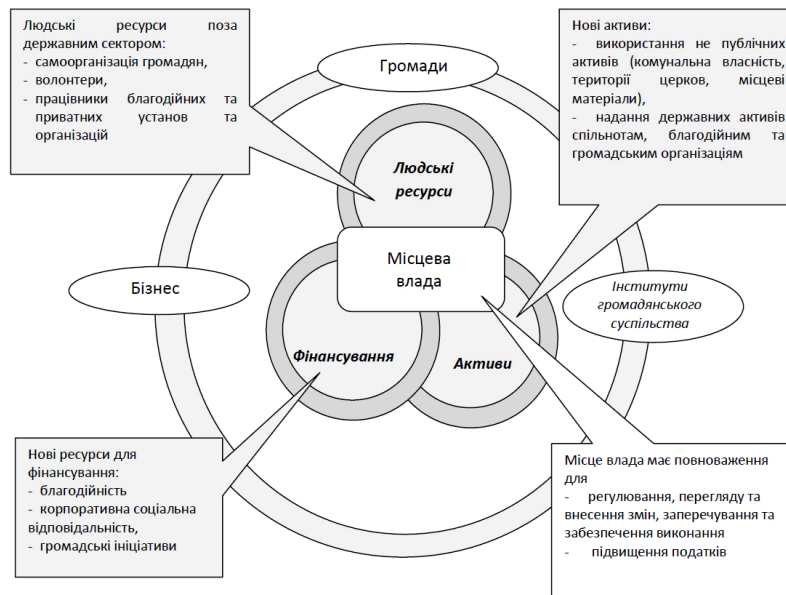 Людські ресурси поза
державним сектором:
- самоорганізація громадян,
- волонтери,
- працівники благодійних та
приватних установ та
організацій
Громади
Нові активи:
- використання не публічних
активів (комунальна власність,
території церков, місцеві
матеріали),
- надання державних активів
спільнотам, благодійним та
громадським організаціям
Людські
ресурси
Місцева
влада
Бізнес
Інститути
громадянського
суспільства
Фінансування
Активи
Нові ресурси для
фінансування:
- благодійність
- корпоративна соціальна
відповідальність,
- громадські ініціативи
Місце влада має повноваження
для
- регулювання, перегляду та
внесення змін, заперечування та
забезпечення виконання
- підвищення податків